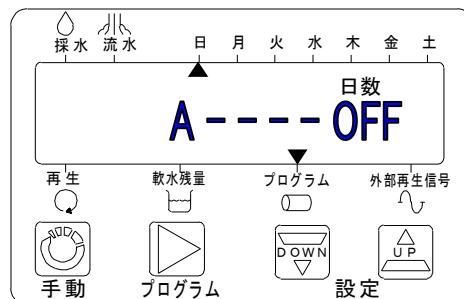 採水 流水 日 月 火 水 木 金 土
日数
A----OFF
再生 軟水残量 プログラム 外部再生信号
DOWN UP
手動 プログラム 設定